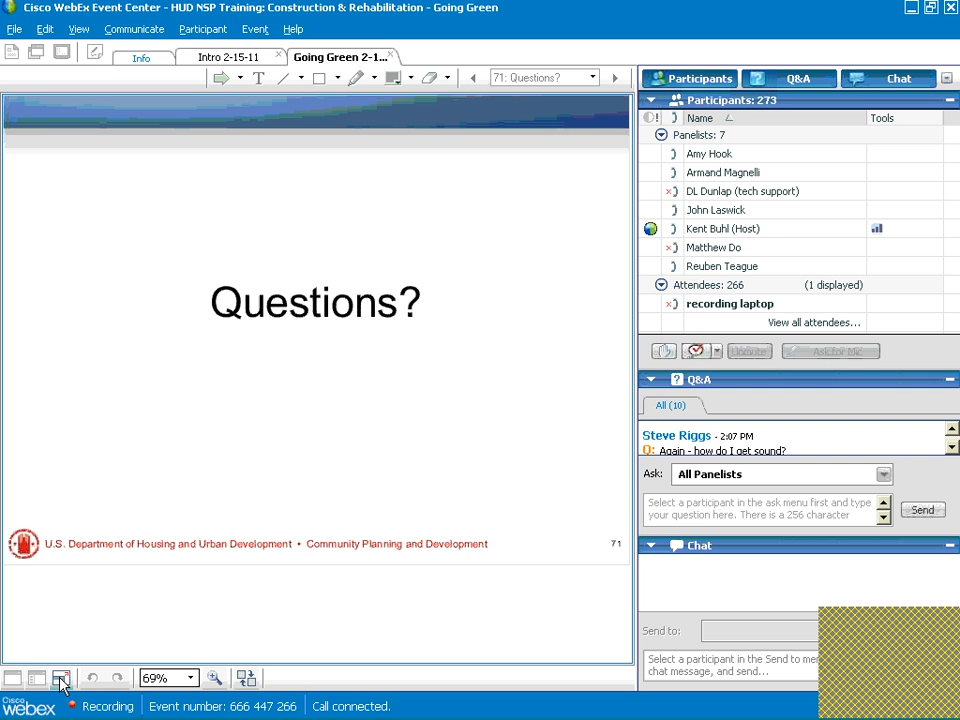 Cisco WebEx Event Center - HUD NSP Training: Construction & Rehabilitation - Going Green
File Edit View Communicate Participant Event Help
Info Intro 2-15-11 Going Green 2-1...
71: Questions?
Participants Q&A Chat
Participants: 273
Name Tools
Panelists: 7
Amy Hook
Armand Magnelli
DL Dunlap (tech support)
John Laswick
Kent Buhl (Host)
Matthew Do
Reuben Teague
Attendees: 266 (1 displayed)
recording laptop
View all attendees...
Unmute Ask for Mic
Questions?
Q&A
All (10)
Steve Riggs - 2:07 PM
Q: Again - how do I get sound?
Ask: All Panelists
Select a participant in the ask menu first and type
your question here. There is a 256 character
Send
U.S. Department of Housing and Urban Development • Community Planning and Development 71
Chat
Send to:
Select a participant in the Send to men
chat message, and send...
69%
Cisco webex Recording Event number: 666 447 266 Call connected.